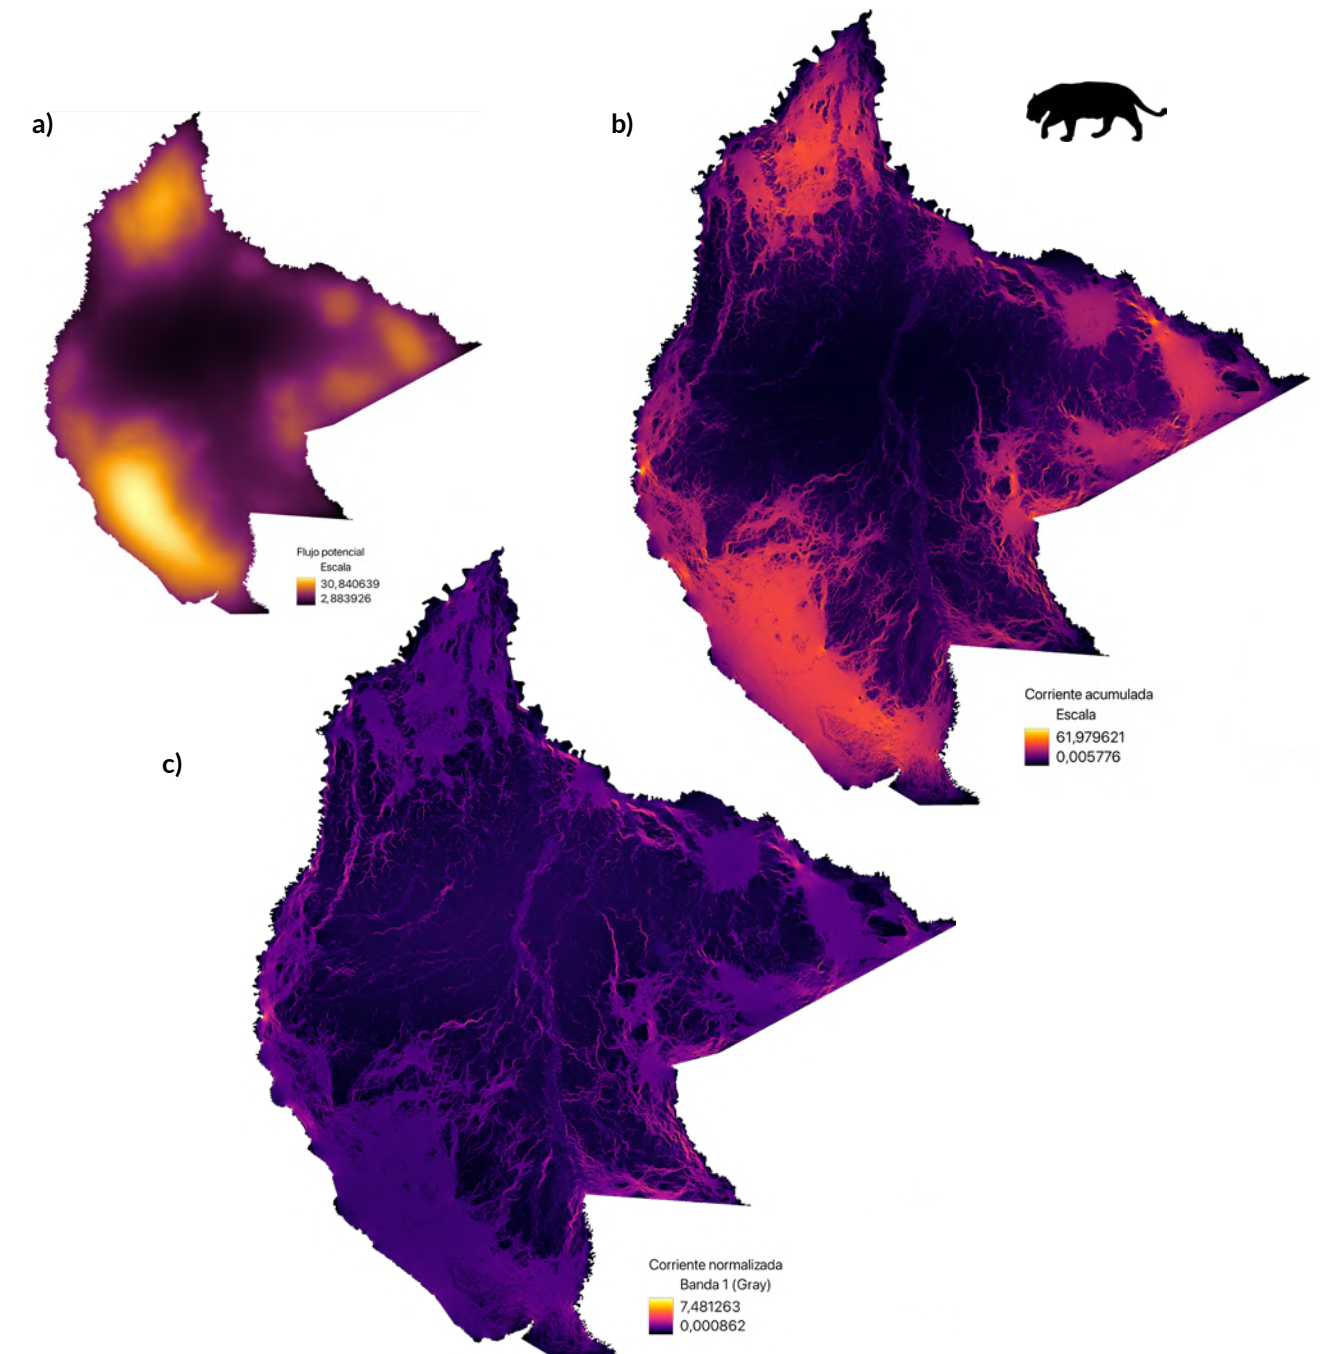 a)
b)
Flujo potencial
Escala
30,840639
2,883926
Corriente acumulada
Escala
61,979621
0,005776
c)
Corriente normalizada
Banda 1 (Gray)
7,481263
0,000862